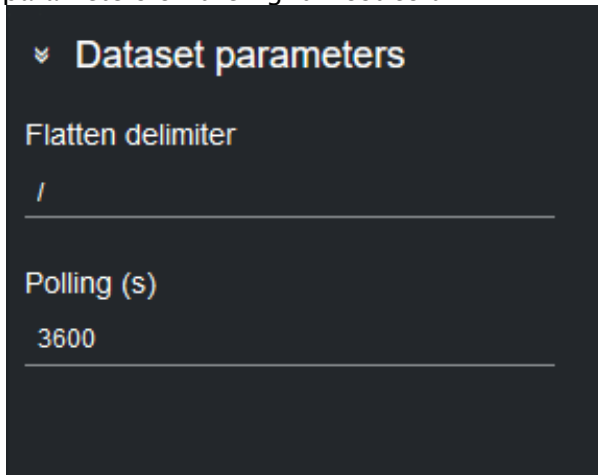 Dataset parameters
Flatten delimiter
/
Polling (s)
3600